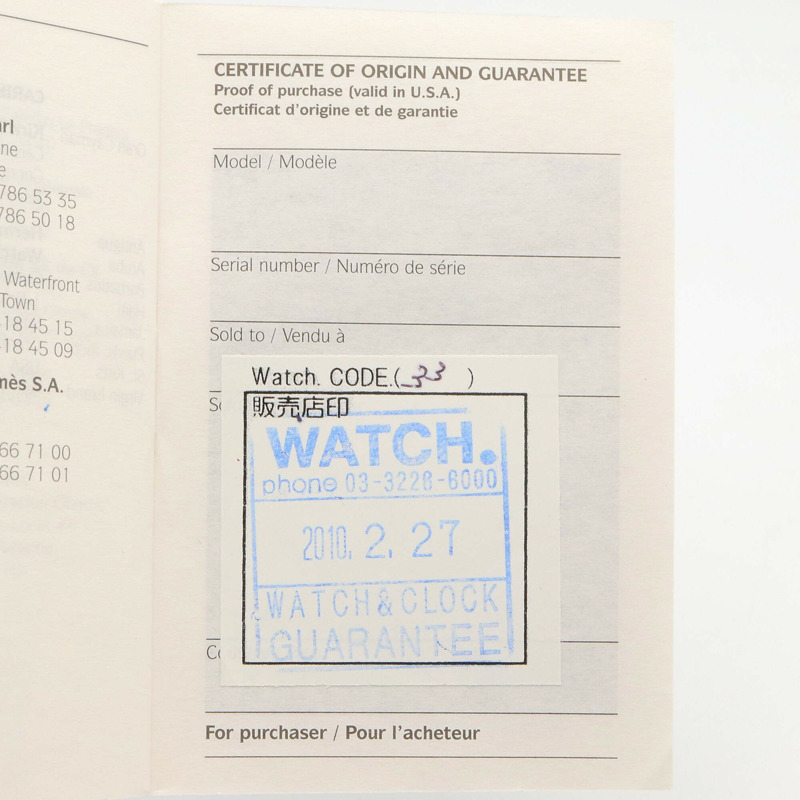 786 53 35
786 50 18
Waterfront
Town
18 45 15
18 45 09
S.A.
66 71 00
66 71 01
CERTIFICATE OF ORIGIN AND GUARANTEE
Proof of purchase (valid in U.S.A.)
Certificat d'origine et de garantie
Model / Modèle
Serial number / Numéro de série
Sold to / Vendu à
Watch. CODE.( 33 )
販売店印
WATCH.
phone 03-3226-6000
2010. 2. 27
WATCH & CLOCK
GUARANTEE
For purchaser / Pour l'acheteur